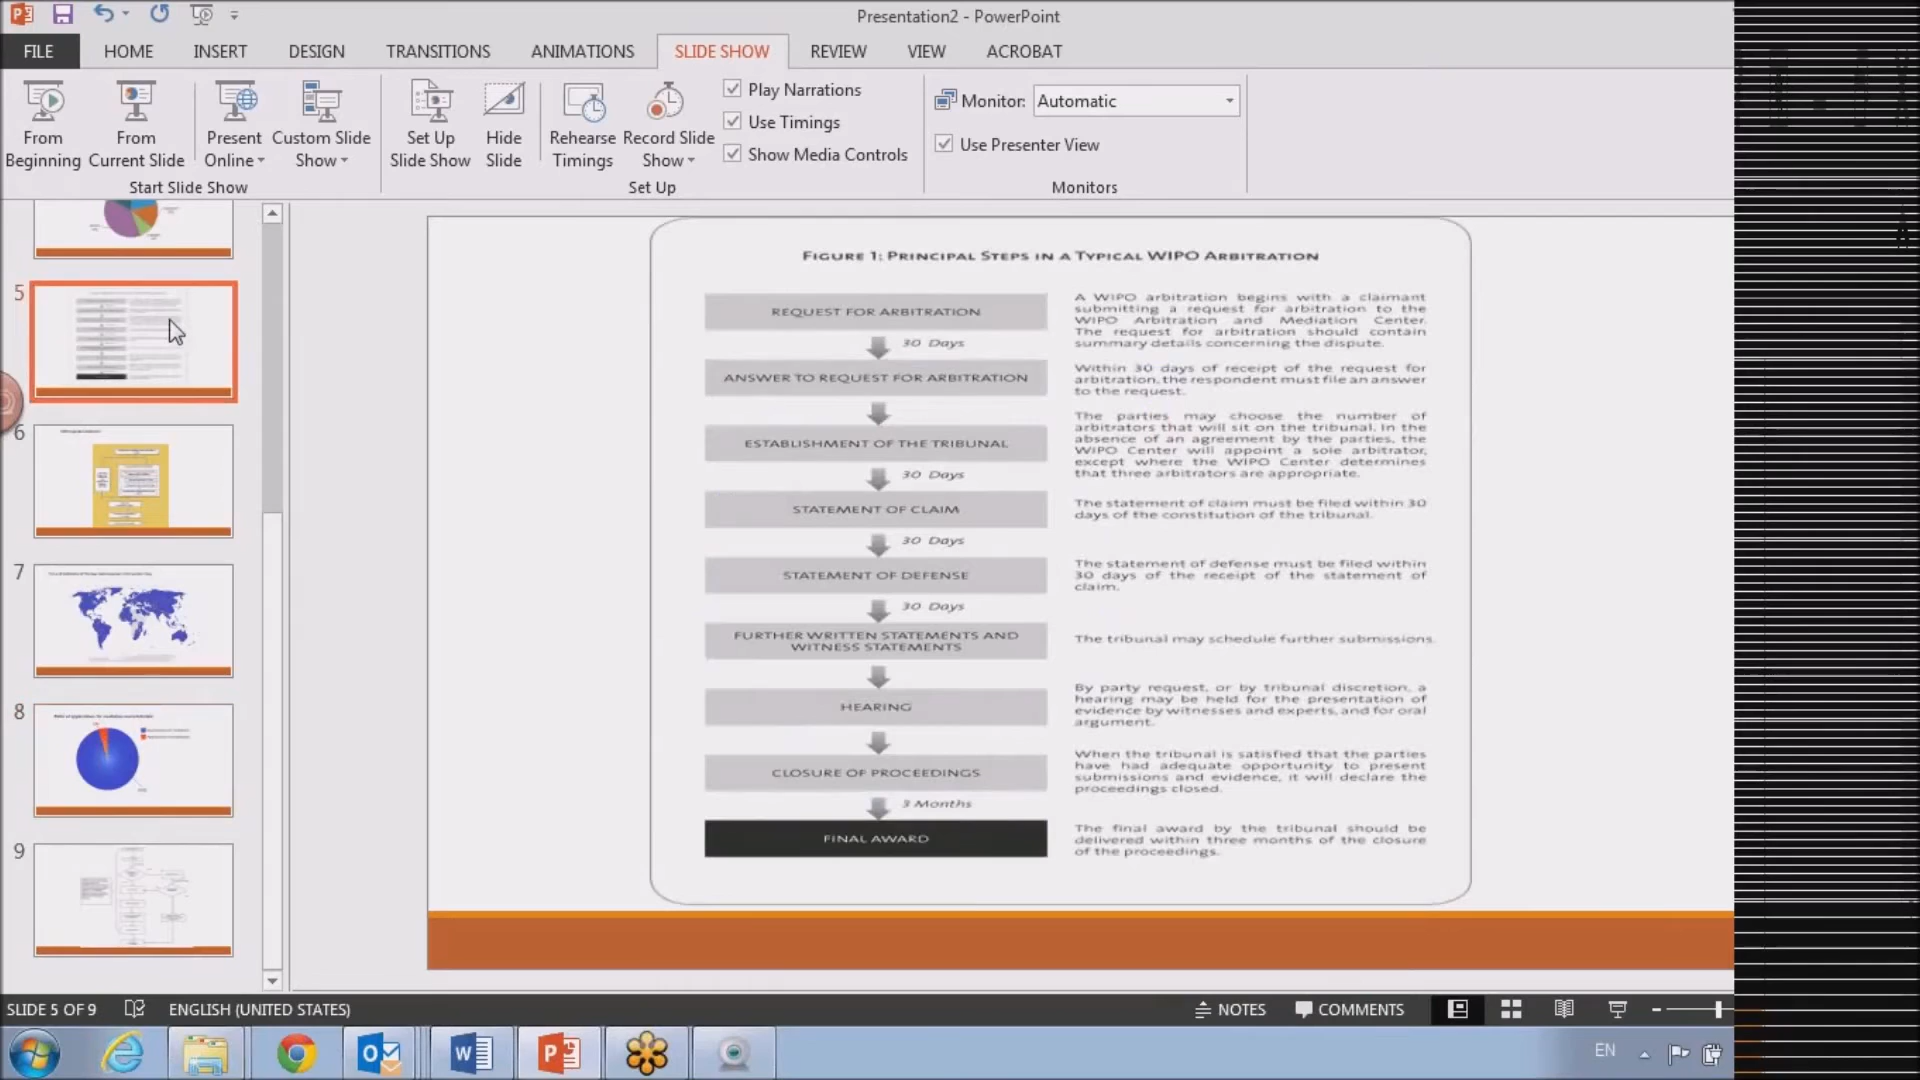 Presentation2 - PowerPoint
FILE HOME INSERT DESIGN TRANSITIONS ANIMATIONS SLIDE SHOW REVIEW VIEW ACROBAT
From Beginning
From Current Slide
Present Online
Custom Slide Show
Start Slide Show
Set Up Slide Show
Hide Slide
Rehearse Timings
Record Slide Show
Play Narrations
Use Timings
Show Media Controls
Set Up
Monitor: Automatic
Use Presenter View
Monitors
5
6
7
8
9
FIGURE 1: PRINCIPAL STEPS IN A TYPICAL WIPO ARBITRATION
REQUEST FOR ARBITRATION
A WIPO arbitration begins with a claimant
submitting a request for arbitration to the
WIPO Arbitration and Mediation Center.
The request for arbitration should contain
summary details concerning the dispute.
30 Days
ANSWER TO REQUEST FOR ARBITRATION
Within 30 days of receipt of the request for
arbitration, the respondent must file an answer
to the request.
ESTABLISHMENT OF THE TRIBUNAL
The parties may choose the number of
arbitrators that will sit on the tribunal. In the
absence of an agreement by the parties, the
WIPO Center will appoint a sole arbitrator,
except where the WIPO Center determines
that three arbitrators are appropriate.
30 Days
STATEMENT OF CLAIM
The statement of claim must be filed within 30
days of the constitution of the tribunal.
30 Days
STATEMENT OF DEFENSE
The statement of defense must be filed within
30 days of the receipt of the statement of
claim.
30 Days
FURTHER WRITTEN STATEMENTS AND
WITNESS STATEMENTS
The tribunal may schedule further submissions.
HEARING
By party request, or by tribunal discretion, a
hearing may be held for the presentation of
evidence by witnesses and experts, and for oral
argument.
CLOSURE OF PROCEEDINGS
When the tribunal is satisfied that the parties
have had adequate opportunity to present
submissions and evidence, it will declare the
proceedings closed.
3 Months
FINAL AWARD
The final award by the tribunal should be
delivered within three months of the closure
of the proceedings.
SLIDE 5 OF 9 ENGLISH (UNITED STATES) NOTES COMMENTS
EN